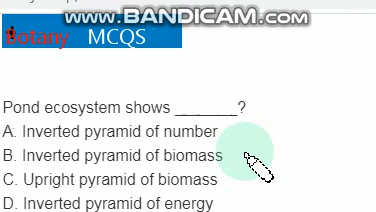 WWW.BANDICAM.COM
Botany MCQS
Pond ecosystem shows ________?
A. Inverted pyramid of number
B. Inverted pyramid of biomass
C. Upright pyramid of biomass
D. Inverted pyramid of energy